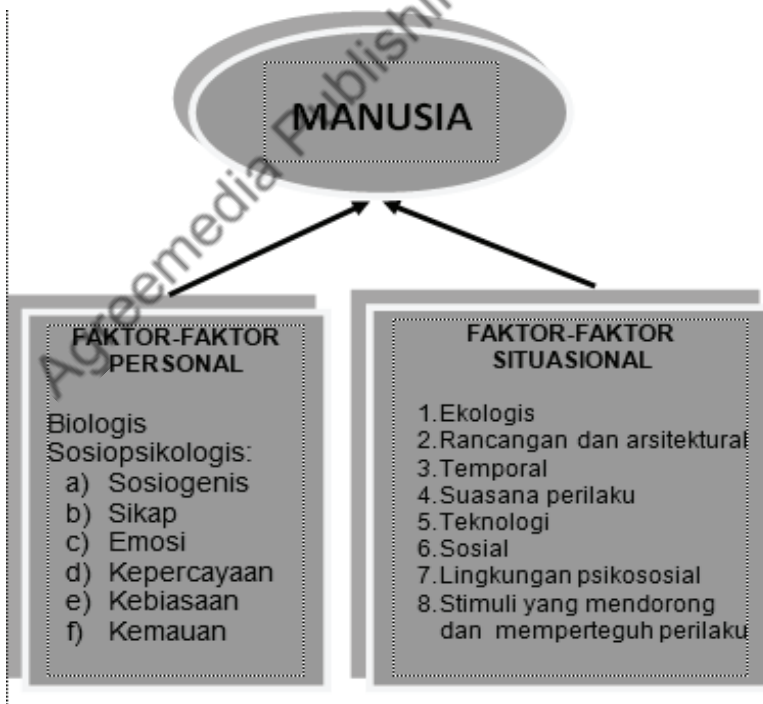 MANUSIA
Agreemedia Publishin
FAKTOR-FAKTOR
PERSONAL
Biologis
Sosiopsikologis:
a) Sosiogenis
b) Sikap
c) Emosi
d) Kepercayaan
e) Kebiasaan
f) Kemauan
FAKTOR-FAKTOR
SITUASIONAL
1. Ekologis
2. Rancangan dan arsitektural
3. Temporal
4. Suasana perilaku
5. Teknologi
6. Sosial
7. Lingkungan psikososial
8. Stimuli yang mendorong
dan memperteguh perilaku